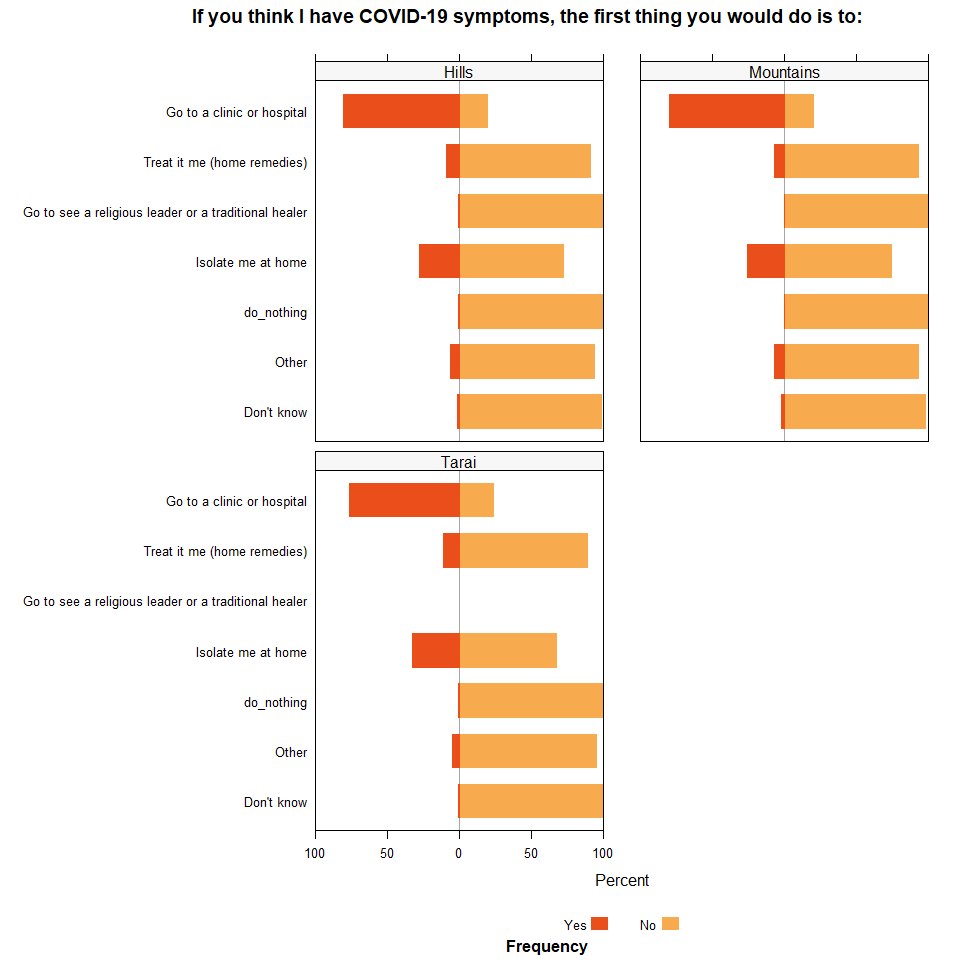 If you think I have COVID-19 symptoms, the first thing you would do is to:
Hills
Mountains
Go to a clinic or hospital
Treat it me (home remedies)
Go to see a religious leader or a traditional healer
Isolate me at home
do_nothing
Other
Don't know
Tarai
Go to a clinic or hospital
Treat it me (home remedies)
Go to see a religious leader or a traditional healer
Isolate me at home
do_nothing
Other
Don't know
100 50 0 50 100
Percent
Yes No
Frequency